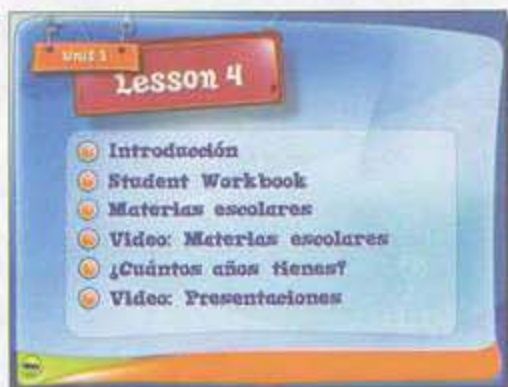 Unit 1
Lesson 4
Introducción
Student Workbook
Materias escolares
Video: Materias escolares
¿Cuántos años tienes?
Video: Presentaciones